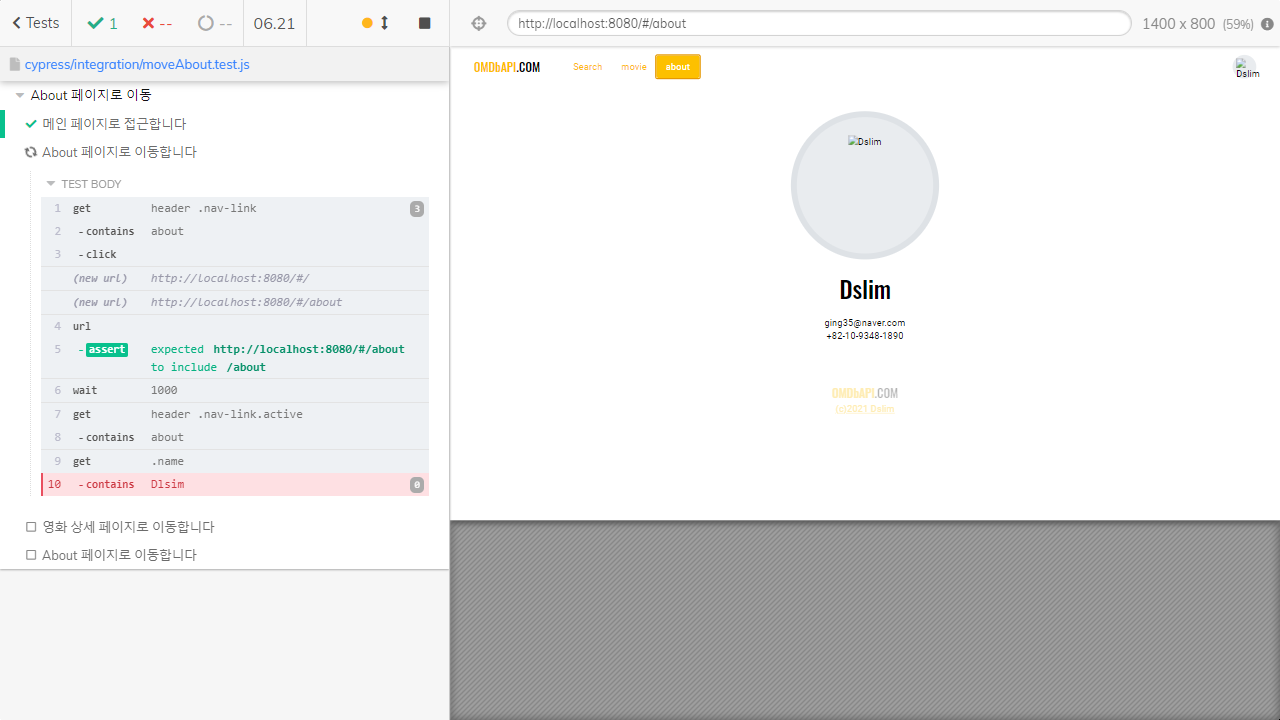 Tests 1 -- -- 06.21
http://localhost:8080/#/about 1400 x 800 (59%)
cypress/integration/moveAbout.test.js
About 페이지로 이동
메인 페이지로 접근합니다
About 페이지로 이동합니다
TEST BODY
1 get header .nav-link 3
2 -contains about
3 -click
(new url) http://localhost:8080/#/
(new url) http://localhost:8080/#/about
4 url
5 -assert expected http://localhost:8080/#/about
to include /about
6 wait 1000
7 get header .nav-link.active
8 -contains about
9 get .name
10 -contains Dlsim 0
영화 상세 페이지로 이동합니다
About 페이지로 이동합니다
OMDbAPI.COM Search movie about Dslim
Dslim
Dslim
ging35@naver.com
+82-10-9348-1890
OMDbAPI.COM
(c)2021 Dslim